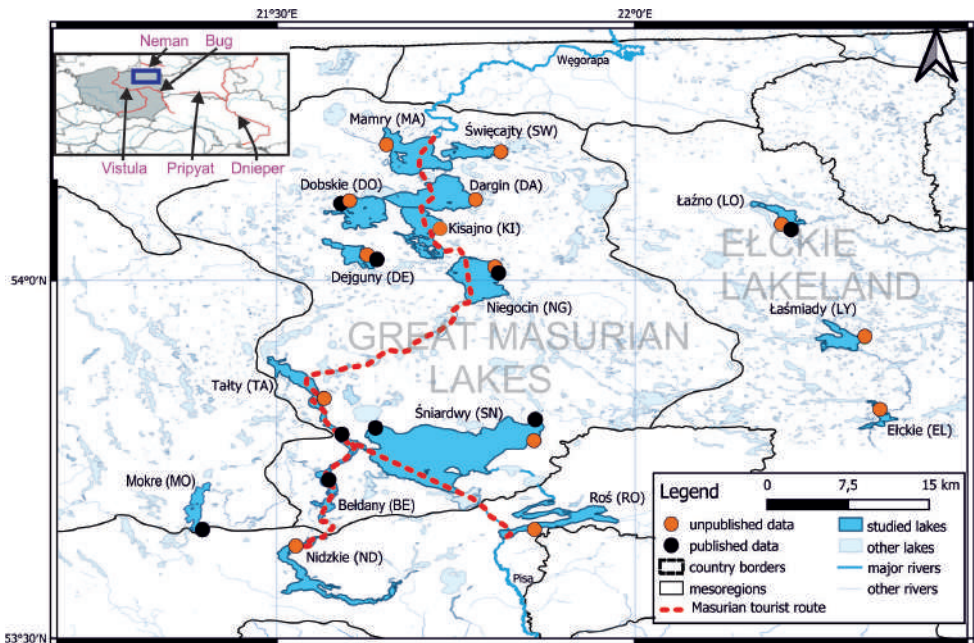 21°30'E
22°0'E
Neman
Bug
Vistula
Pripyat
Dnieper
Węgorapa
Mamry (MA)
Święcajty (SW)
Dobskie (DO)
Dargin (DA)
Łaźno (LO)
Kisajno (KI)
EŁCKIE
LAKELAND
Dejguny (DE)
54°0'N
Niegocin (NG)
Łaśmiady (LY)
GREAT MASURIAN
LAKES
Tałty (TA)
Śniardwy (SN)
Ełckie (EL)
Mokre (MO)
Bełdany (BE)
Roś (RO)
Nidzkie (ND)
Pisa
Legend
0
7,5
15 km
unpublished data
studied lakes
published data
other lakes
country borders
major rivers
mesoregions
other rivers
Masurian tourist route
53°30'N